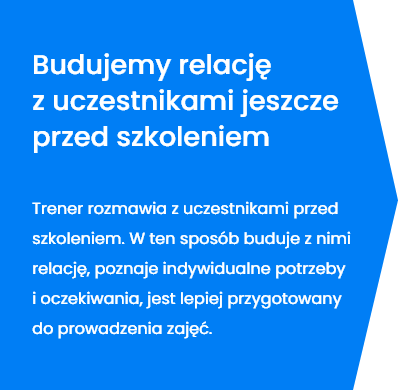 Budujemy relację
z uczestnikami jeszcze
przed szkoleniem
Trener rozmawia z uczestnikami przed
szkoleniem. W ten sposób buduje z nimi
relację, poznaje indywidualne potrzeby
i oczekiwania, jest lepiej przygotowany
do prowadzenia zajęć.